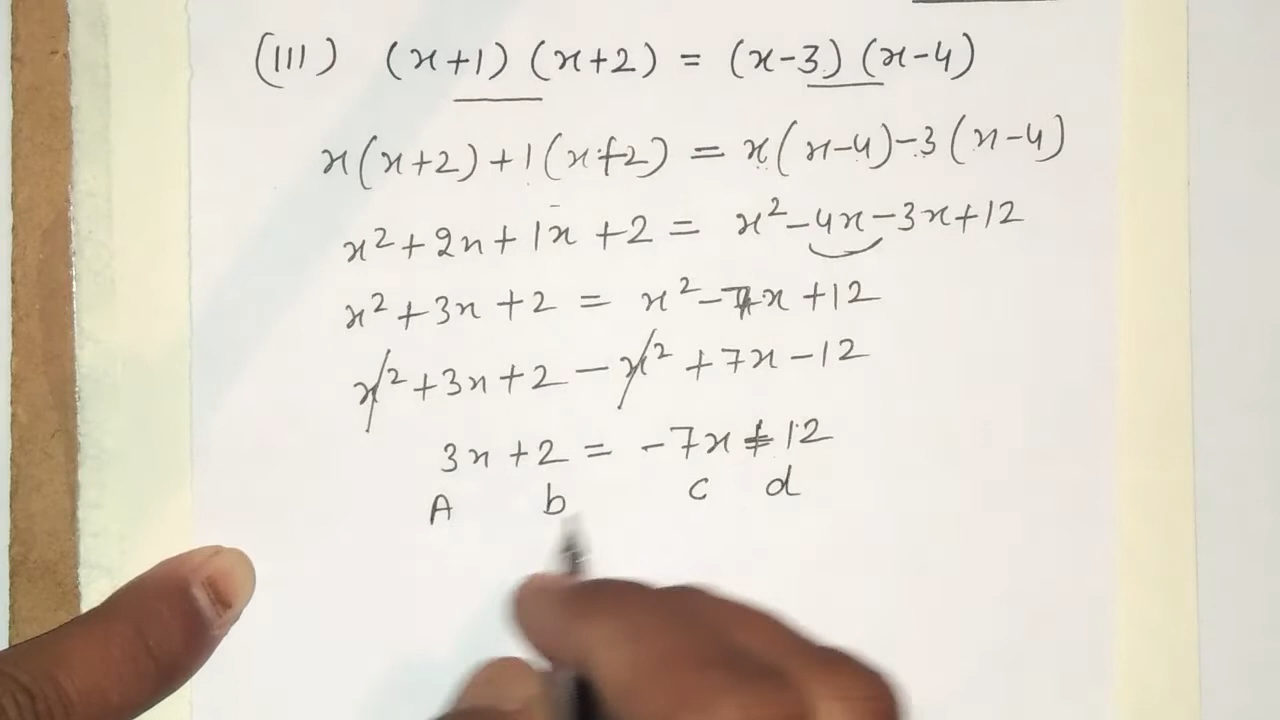 (III) (x+1) (x+2) = (x-3) (x-4)
x(x+2)+1(x+2) = x(x-4)-3(x-4)
x²+2x+1x+2 = x²-4x-3x+12
x²+3x+2 = x²-7x+12
x²+3x+2-x²+7x-12
3x+2 = -7x+12
A b c d